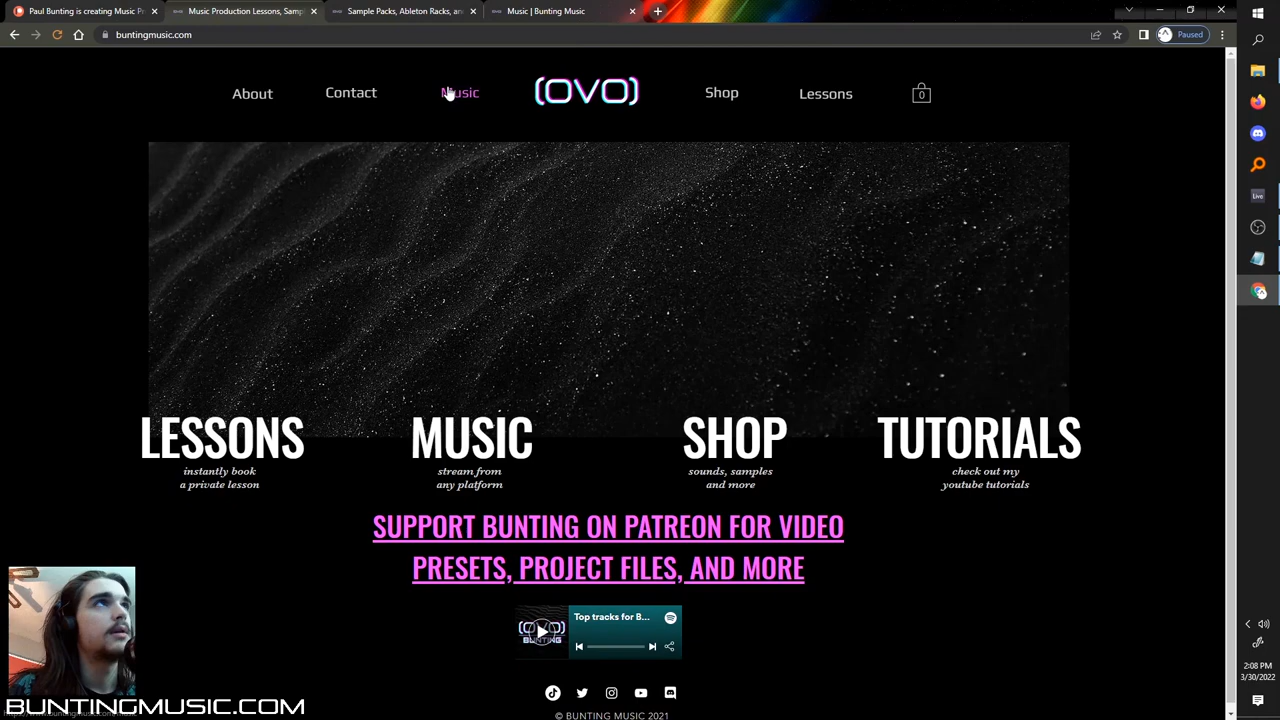 Paul Bunting is creating Music P
Music Production Lessons, Samp
Sample Packs, Ableton Racks, an
Music | Bunting Music
buntingmusic.com
Paused
About
Contact
Music
(OVO)
Shop
Lessons
0
Live
LESSONS
instantly book
a private lesson
MUSIC
stream from
any platform
SHOP
sounds, samples
and more
TUTORIALS
check out my
youtube tutorials
SUPPORT BUNTING ON PATREON FOR VIDEO
PRESETS, PROJECT FILES, AND MORE
Top tracks for B...
(OVO)
BUNTING
BUNTINGMUSIC.COM
© BUNTING MUSIC 2021
2:08 PM
3/30/2022